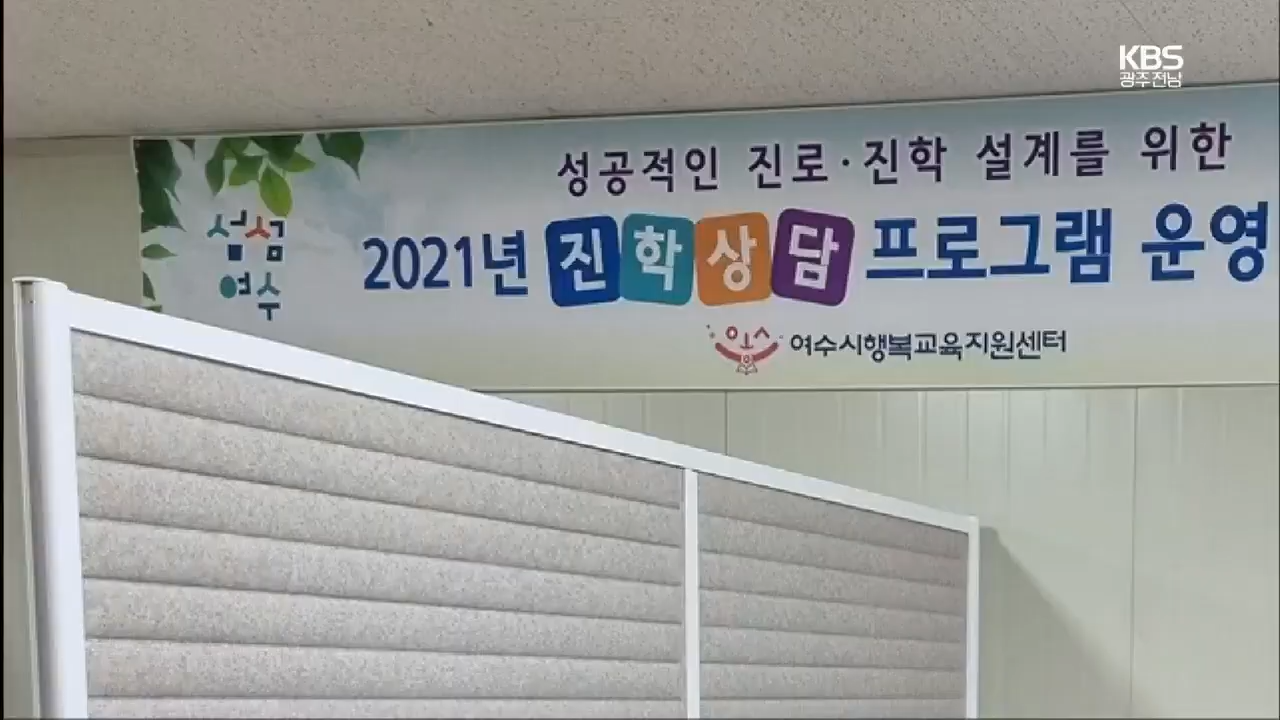 KBS
광주전남
성공적인 진로·진학 설계를 위한
섬섬
여수
2021년 진학상담 프로그램 운영
여수시행복교육지원센터